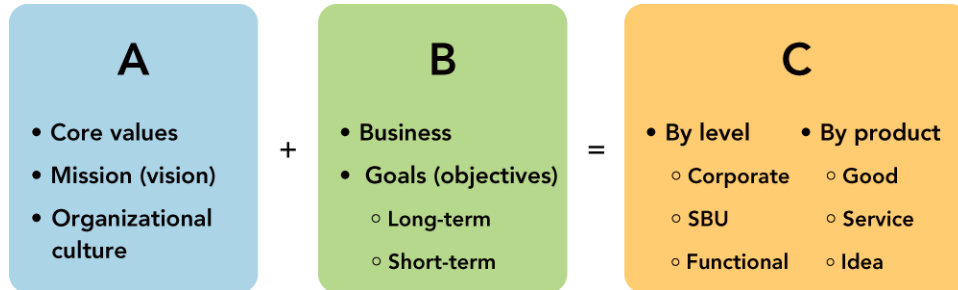 A
• Core values
• Mission (vision)
• Organizational
culture
+
B
• Business
• Goals (objectives)
○ Long-term
○ Short-term
=
C
• By level
○ Corporate
○ SBU
○ Functional
• By product
○ Good
○ Service
○ Idea